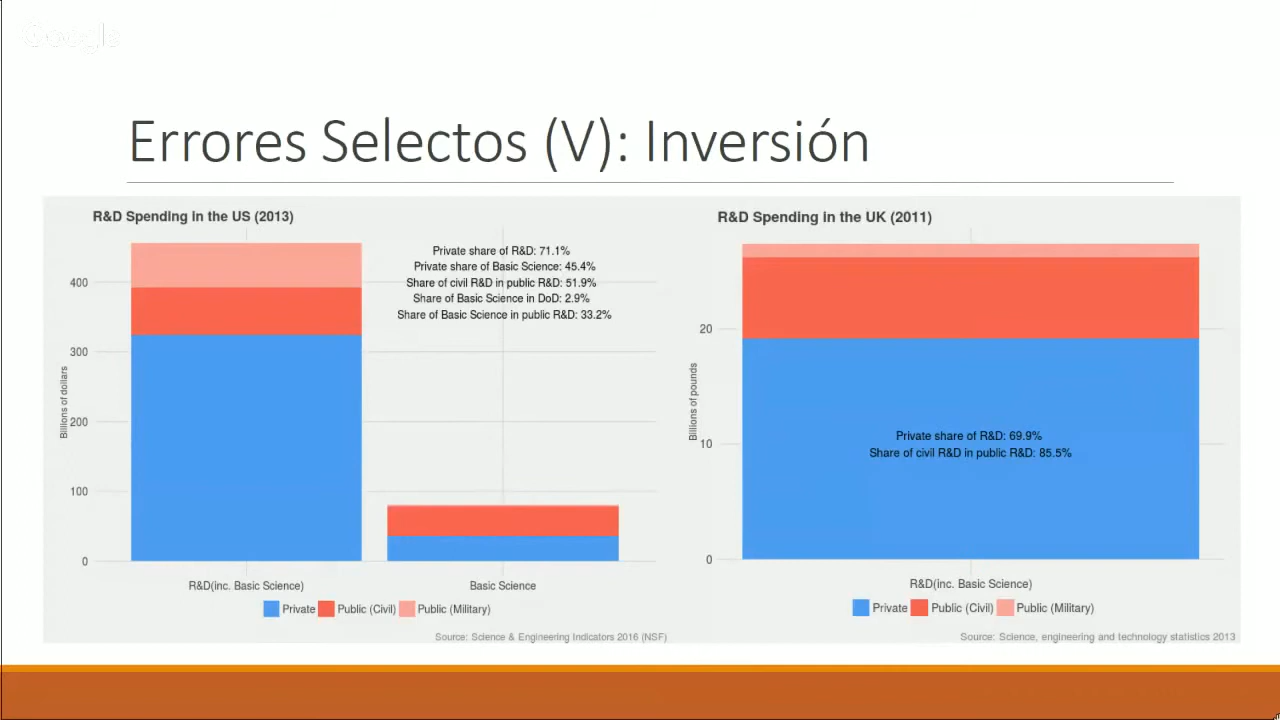 Google
Errores Selectos (V): Inversión
R&D Spending in the US (2013)
Private share of R&D: 71.1%
Private share of Basic Science: 45.4%
Share of civil R&D in public R&D: 51.9%
Share of Basic Science in DoD: 2.9%
Share of Basic Science in public R&D: 33.2%
Billions of dollars
400
300
200
100
0
R&D(inc. Basic Science)
Basic Science
Private
Public (Civil)
Public (Military)
Source: Science & Engineering Indicators 2016 (NSF)
R&D Spending in the UK (2011)
Billions of pounds
20
10
0
Private share of R&D: 69.9%
Share of civil R&D in public R&D: 85.5%
R&D(inc. Basic Science)
Private
Public (Civil)
Public (Military)
Source: Science, engineering and technology statistics 2013